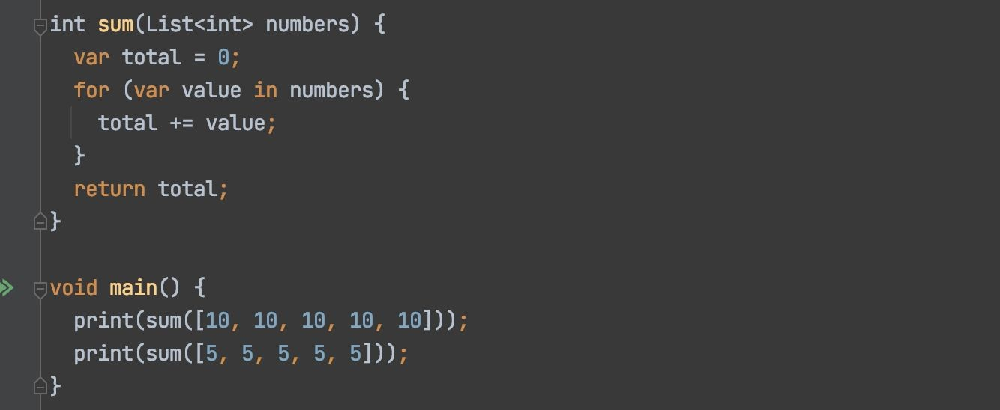 int sum(List<int> numbers) {
  var total = 0;
  for (var value in numbers) {
    total += value;
  }
  return total;
}

void main() {
  print(sum([10, 10, 10, 10, 10]));
  print(sum([5, 5, 5, 5, 5]));
}